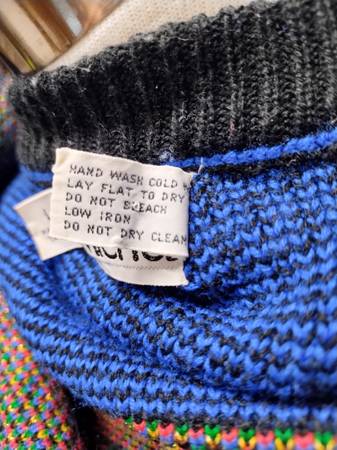 HAND WASH COLD
LAY FLAT TO DRY
DO NOT BLEACH
LOW IRON
DO NOT DRY CLEAN